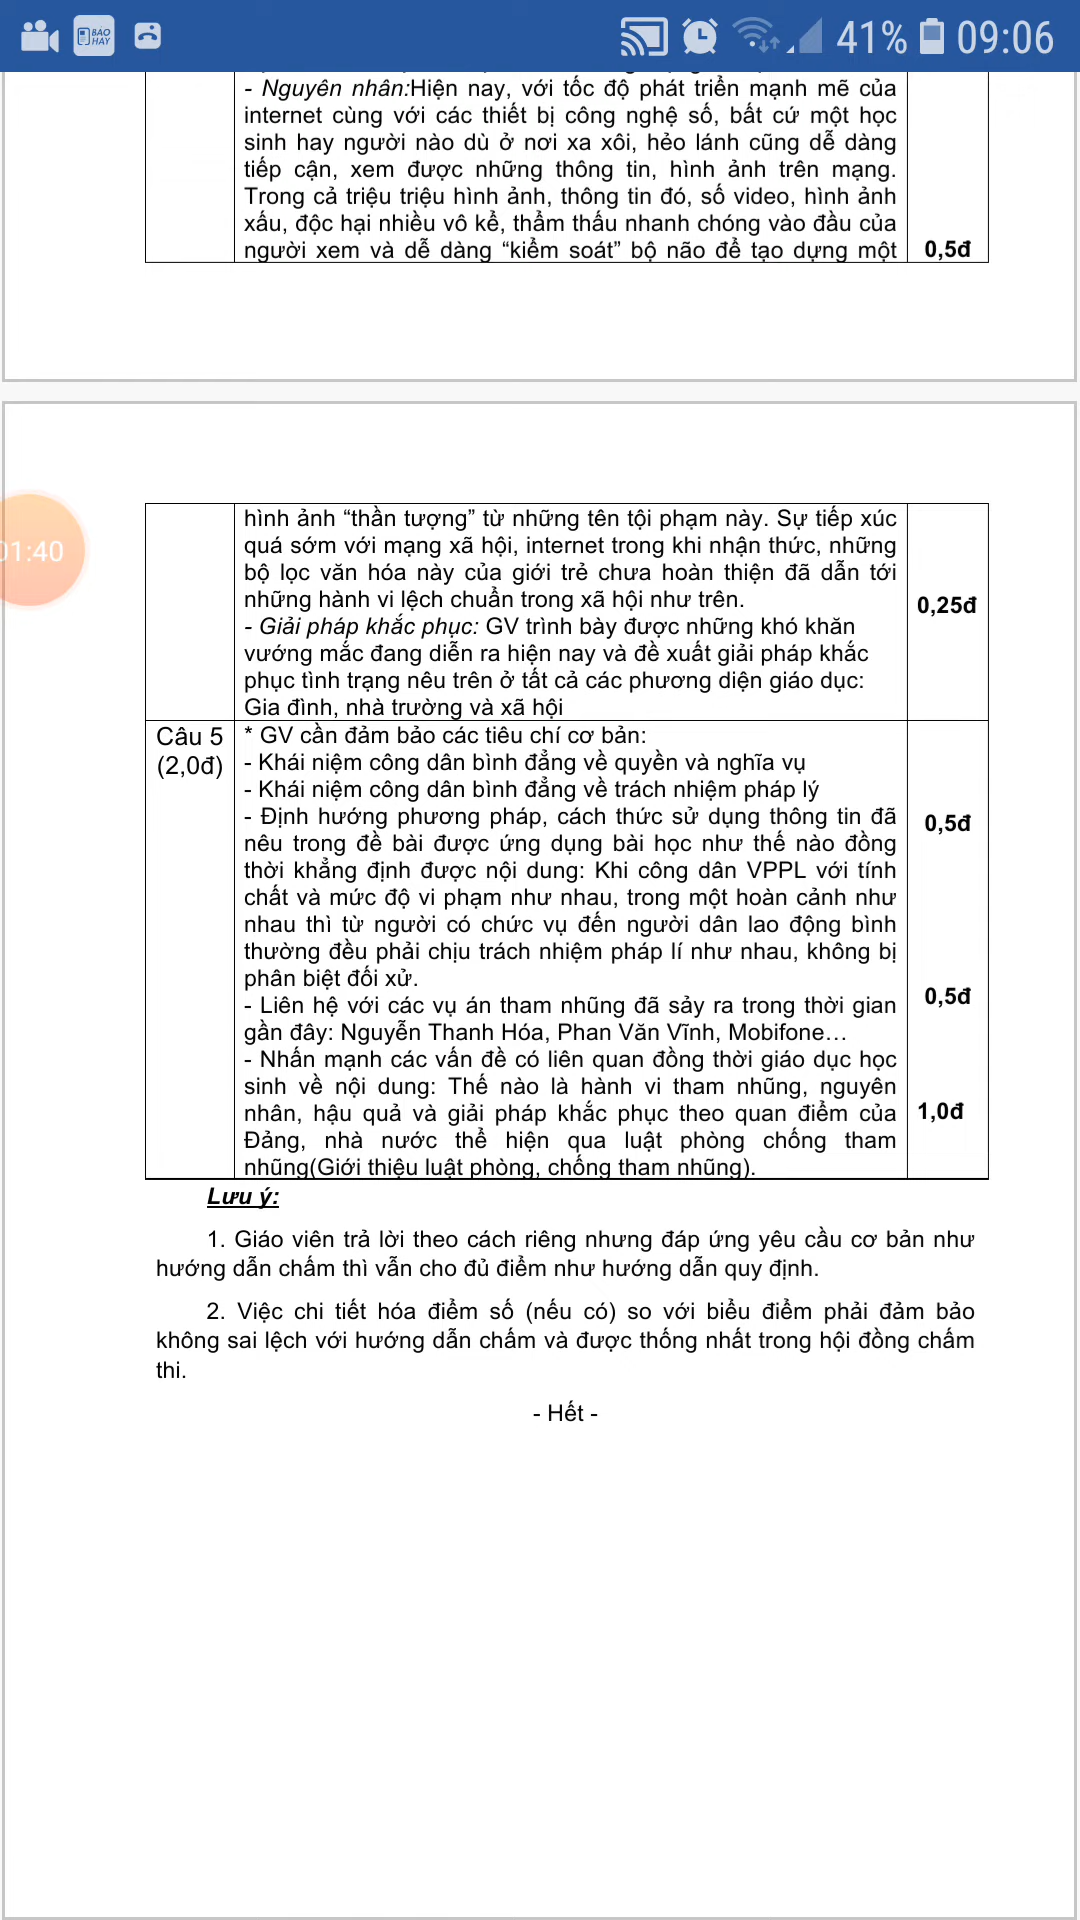 BÁO HAY
41%
09:06
- Nguyên nhân:Hiện nay, với tốc độ phát triển mạnh mẽ của
internet cùng với các thiết bị công nghệ số, bất cứ một học
sinh hay người nào dù ở nơi xa xôi, hẻo lánh cũng dễ dàng
tiếp cận, xem được những thông tin, hình ảnh trên mạng.
Trong cả triệu triệu hình ảnh, thông tin đó, số video, hình ảnh
xấu, độc hại nhiều vô kể, thẩm thấu nhanh chóng vào đầu của
người xem và dễ dàng “kiểm soát” bộ não để tạo dựng một
0,5đ
hình ảnh “thần tượng” từ những tên tội phạm này. Sự tiếp xúc
quá sớm với mạng xã hội, internet trong khi nhận thức, những
bộ lọc văn hóa này của giới trẻ chưa hoàn thiện đã dẫn tới
những hành vi lệch chuẩn trong xã hội như trên.
- Giải pháp khắc phục: GV trình bày được những khó khăn
vướng mắc đang diễn ra hiện nay và đề xuất giải pháp khắc
phục tình trạng nêu trên ở tất cả các phương diện giáo dục:
Gia đình, nhà trường và xã hội
0,25đ
01:40
Câu 5
(2,0đ)
* GV cần đảm bảo các tiêu chí cơ bản:
- Khái niệm công dân bình đẳng về quyền và nghĩa vụ
- Khái niệm công dân bình đẳng về trách nhiệm pháp lý
- Định hướng phương pháp, cách thức sử dụng thông tin đã
nêu trong đề bài được ứng dụng bài học như thế nào đồng
thời khẳng định được nội dung: Khi công dân VPPL với tính
chất và mức độ vi phạm như nhau, trong một hoàn cảnh như
nhau thì từ người có chức vụ đến người dân lao động bình
thường đều phải chịu trách nhiệm pháp lí như nhau, không bị
phân biệt đối xử.
- Liên hệ với các vụ án tham nhũng đã sảy ra trong thời gian
gần đây: Nguyễn Thanh Hóa, Phan Văn Vĩnh, Mobifone…
- Nhấn mạnh các vấn đề có liên quan đồng thời giáo dục học
sinh về nội dung: Thế nào là hành vi tham nhũng, nguyên
nhân, hậu quả và giải pháp khắc phục theo quan điểm của
Đảng, nhà nước thể hiện qua luật phòng chống tham
nhũng(Giới thiệu luật phòng, chống tham nhũng).
0,5đ
0,5đ
1,0đ
Lưu ý:
1. Giáo viên trả lời theo cách riêng nhưng đáp ứng yêu cầu cơ bản như
hướng dẫn chấm thì vẫn cho đủ điểm như hướng dẫn quy định.
2. Việc chi tiết hóa điểm số (nếu có) so với biểu điểm phải đảm bảo
không sai lệch với hướng dẫn chấm và được thống nhất trong hội đồng chấm
thi.
- Hết -